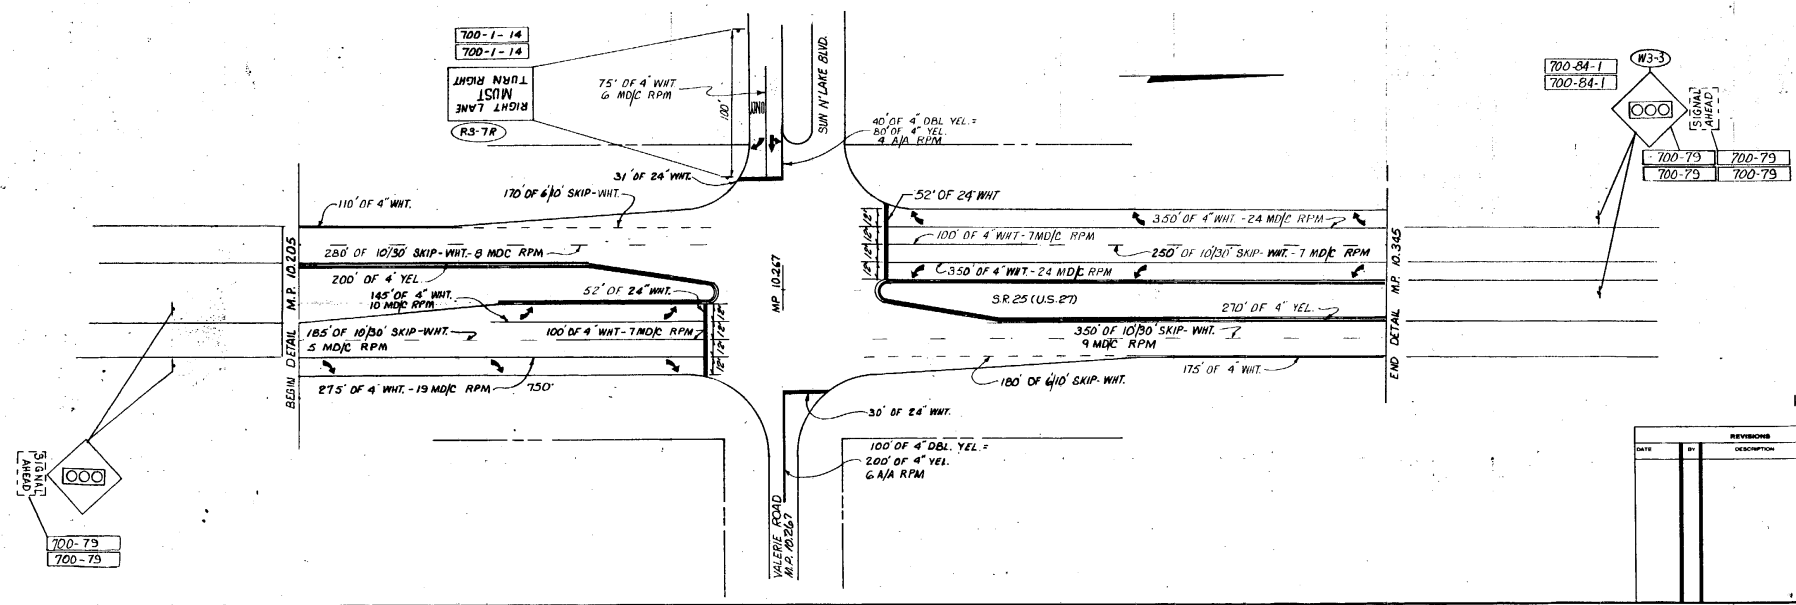 700-1-14
700-1-14
RIGHT LANE
MUST
TURN RIGHT
R3-7R
75' OF 4" WHT
6 MD/C RPM
100'
ONLY
SUN N' LAKE BLVD.
40' OF 4" DBL YEL. =
80' OF 4" YEL.
4 A/A RPM
31' OF 24" WHT.
700-84-1
700-84-1
W3-3
SIGNAL
AHEAD
700-79 700-79
700-79 700-79
110' OF 4" WHT.
170' OF 6'/10' SKIP-WHT.
280' OF 10'/30' SKIP-WHT.-8 MDC RPM
200' OF 4" YEL.
145' OF 4" WHT.
10 MD/C RPM
52' OF 24" WHT.
185' OF 10'/30' SKIP-WHT.
5 MD/C RPM
100' OF 4" WHT-7 MD/C RPM
275' OF 4" WHT.-19 MD/C RPM
750'
BEGIN DETAIL M.P. 10.205
12' 12' 12' 12'
MP 10.267
12' 12' 12' 12'
52' OF 24" WHT
350' OF 4" WHT.-24 MD/C RPM
100' OF 4" WHT-7MD/C RPM
250' OF 10'/30' SKIP-WHT.-7 MD/C RPM
350' OF 4" WHT-24 MD/C RPM
S.R. 25 (U.S. 27)
270' OF 4" YEL.
350' OF 10'/30' SKIP-WHT.
9 MD/C RPM
180' OF 6'/10' SKIP-WHT.
175' OF 4" WHT.
END DETAIL M.P. 10.345
30' OF 24" WHT.
100' OF 4" DBL. YEL. =
200' OF 4" YEL.
6 A/A RPM
VALERIE ROAD
M.P. 10.267
SIGNAL
AHEAD
700-79
700-79
REVISIONS
DATE BY DESCRIPTION